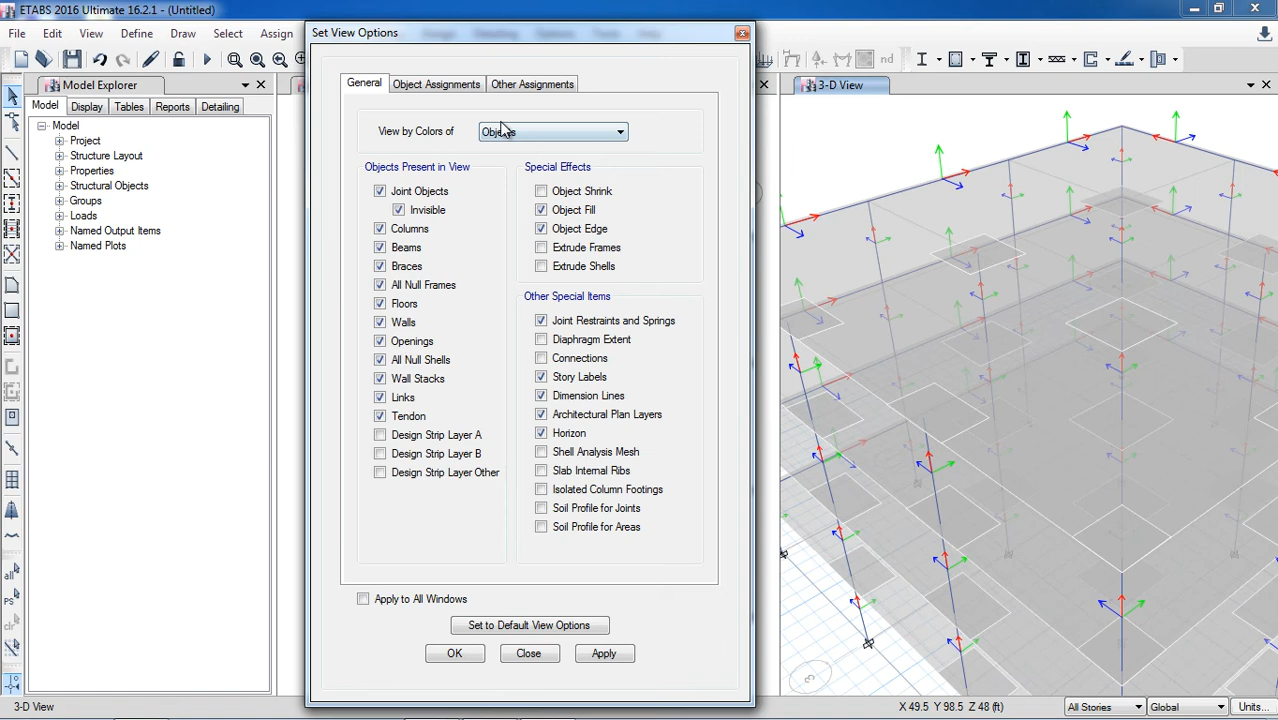 ETABS 2016 Ultimate 16.2.1 - (Untitled)
File Edit View Define Draw Select Assign
Set View Options
Model Explorer
3-D View
Model Display Tables Reports Detailing
Model
Project
Structure Layout
Properties
Structural Objects
Groups
Loads
Named Output Items
Named Plots
General Object Assignments Other Assignments
View by Colors of Objects
Objects Present in View
Joint Objects
Invisible
Columns
Beams
Braces
All Null Frames
Floors
Walls
Openings
All Null Shells
Wall Stacks
Links
Tendon
Design Strip Layer A
Design Strip Layer B
Design Strip Layer Other
Special Effects
Object Shrink
Object Fill
Object Edge
Extrude Frames
Extrude Shells
Other Special Items
Joint Restraints and Springs
Diaphragm Extent
Connections
Story Labels
Dimension Lines
Architectural Plan Layers
Horizon
Shell Analysis Mesh
Slab Internal Ribs
Isolated Column Footings
Soil Profile for Joints
Soil Profile for Areas
Apply to All Windows
Set to Default View Options
OK Close Apply
all
PS
clr
3-D View
X 49.5 Y 98.5 Z 48 (ft) All Stories Global Units...